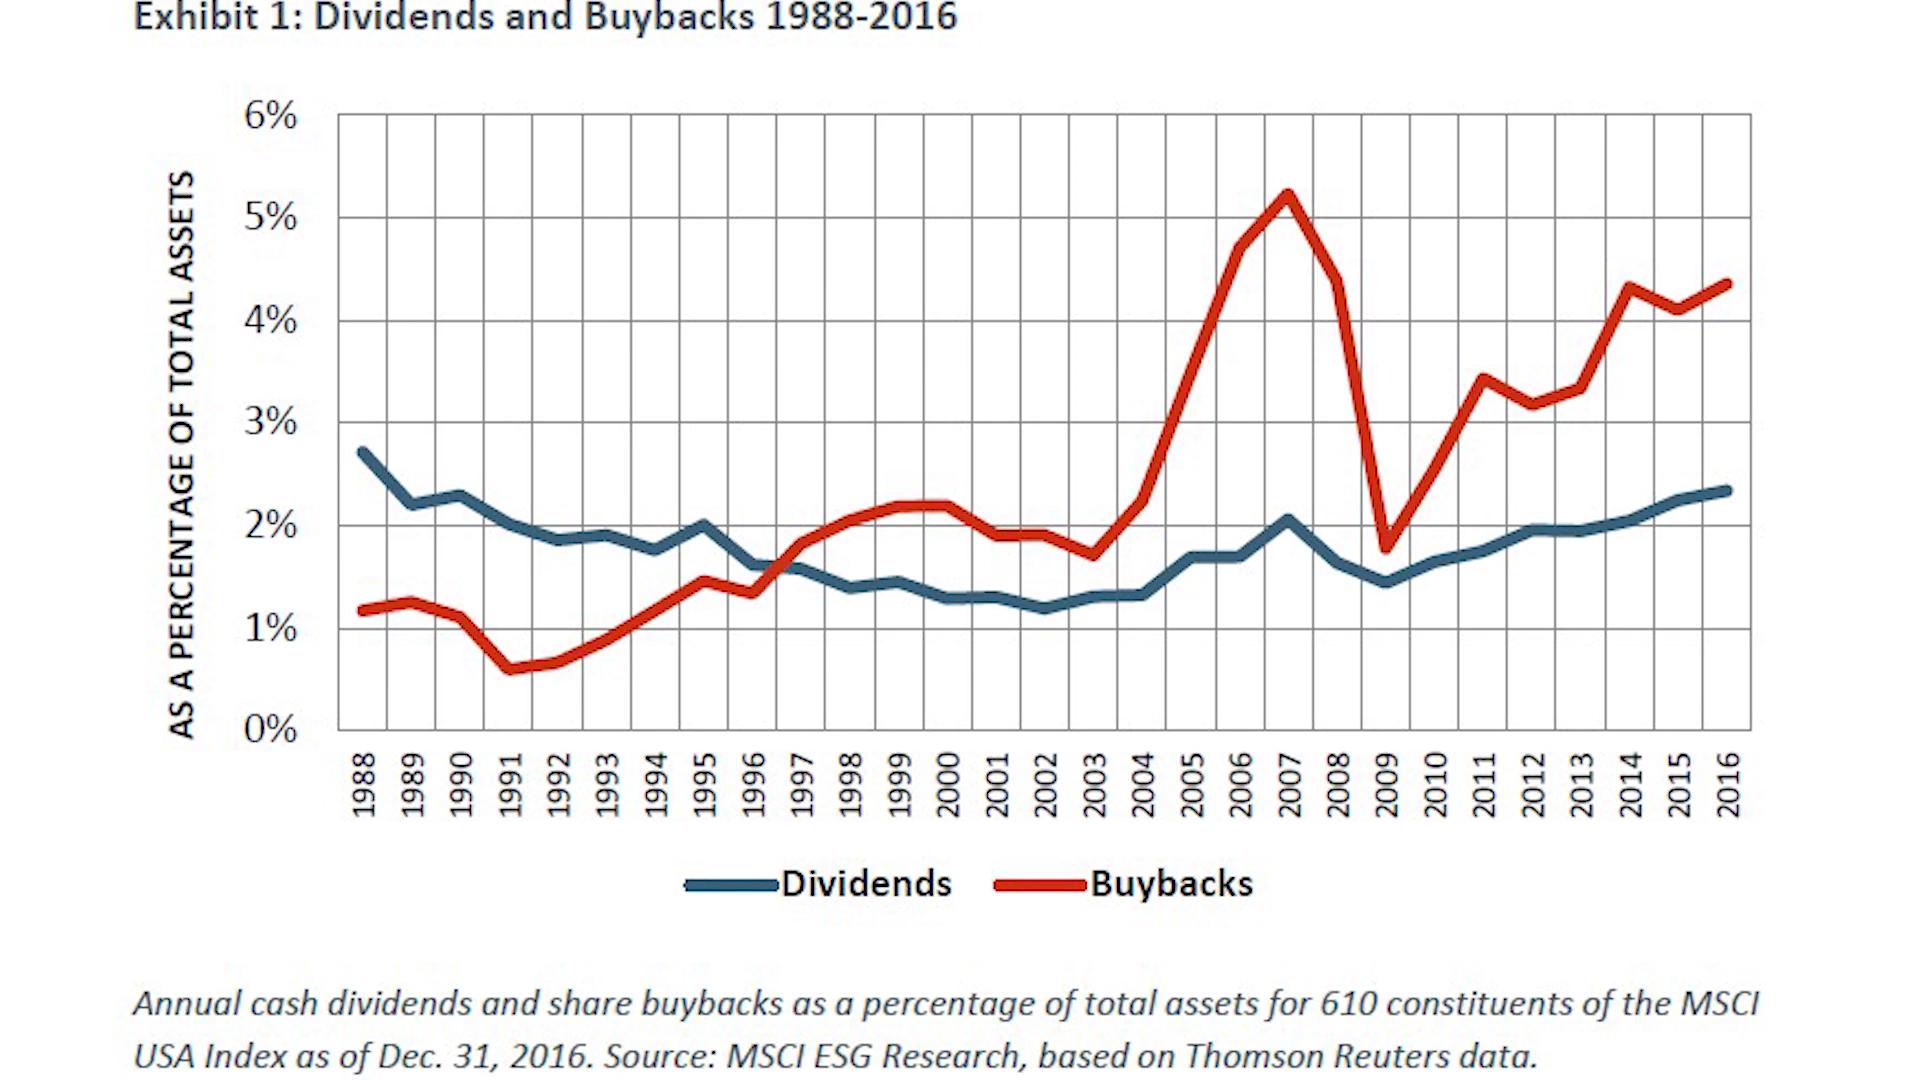 Exhibit 1: Dividends and Buybacks 1988-2016
AS A PERCENTAGE OF TOTAL ASSETS
6%
5%
4%
3%
2%
1%
0%
1988 1989 1990 1991 1992 1993 1994 1995 1996 1997 1998 1999 2000 2001 2002 2003 2004 2005 2006 2007 2008 2009 2010 2011 2012 2013 2014 2015 2016
Dividends Buybacks
Annual cash dividends and share buybacks as a percentage of total assets for 610 constituents of the MSCI
USA Index as of Dec. 31, 2016. Source: MSCI ESG Research, based on Thomson Reuters data.